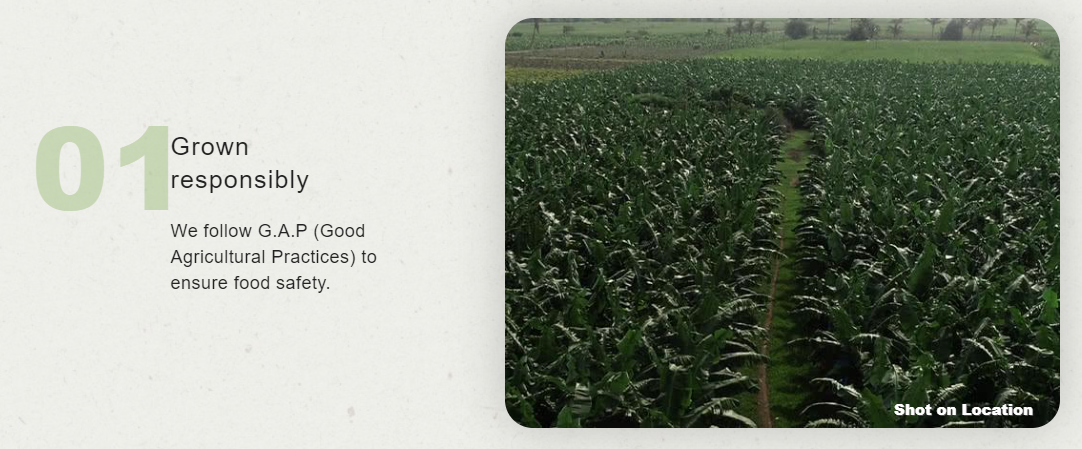 01
Grown
responsibly
We follow G.A.P (Good
Agricultural Practices) to
ensure food safety.
Shot on Location